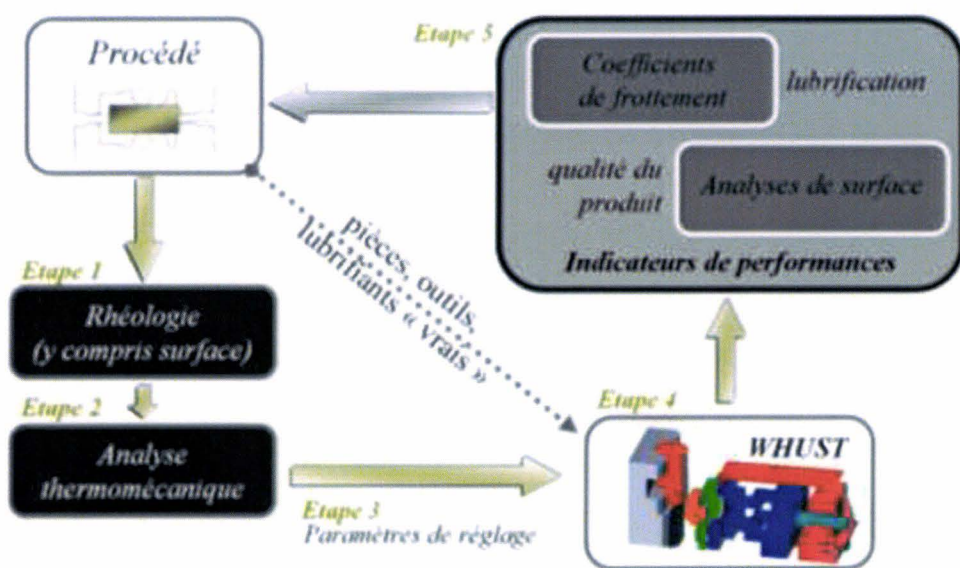 Procédé
Etape 1
Rhéologie
(y compris surface)
Etape 2
Analyse
thermomécanique
Etape 3
Paramètres de réglage
pièces, outils,
lubrifiants « vrais »
Etape 4
WHUST
Etape 5
Coefficients
de frottement
lubrification
qualité du
produit
Analyses de surface
Indicateurs de performances